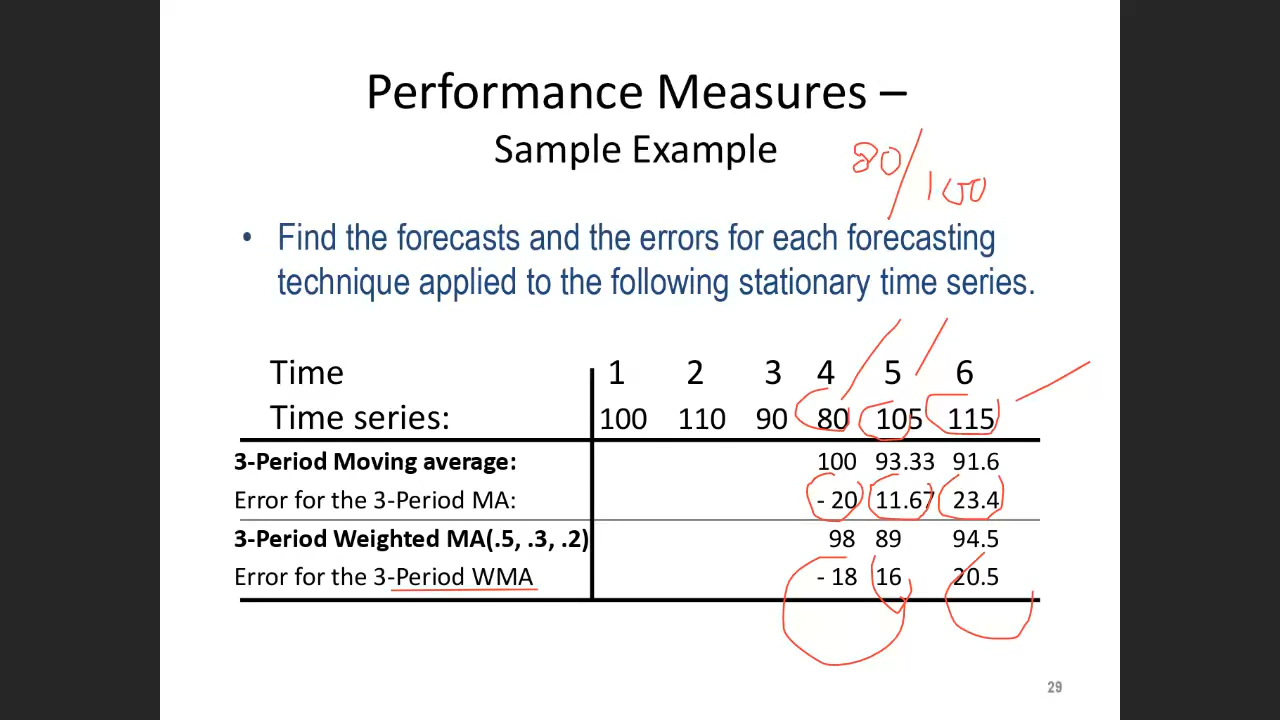 Performance Measures –
Sample Example
80/100
• Find the forecasts and the errors for each forecasting
technique applied to the following stationary time series.
Time 1 2 3 4 5 6
Time series: 100 110 90 80 105 115
3-Period Moving average: 100 93.33 91.6
Error for the 3-Period MA: - 20 11.67 23.4
3-Period Weighted MA(.5, .3, .2) 98 89 94.5
Error for the 3-Period WMA - 18 16 20.5
29